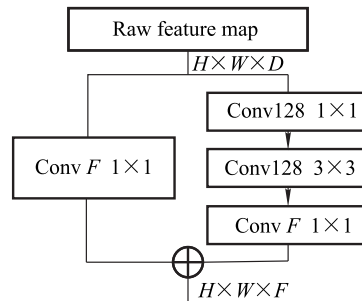 Raw feature map
H×W×D
Conv128 1×1
Conv F 1×1
Conv128 3×3
Conv F 1×1
H×W×F